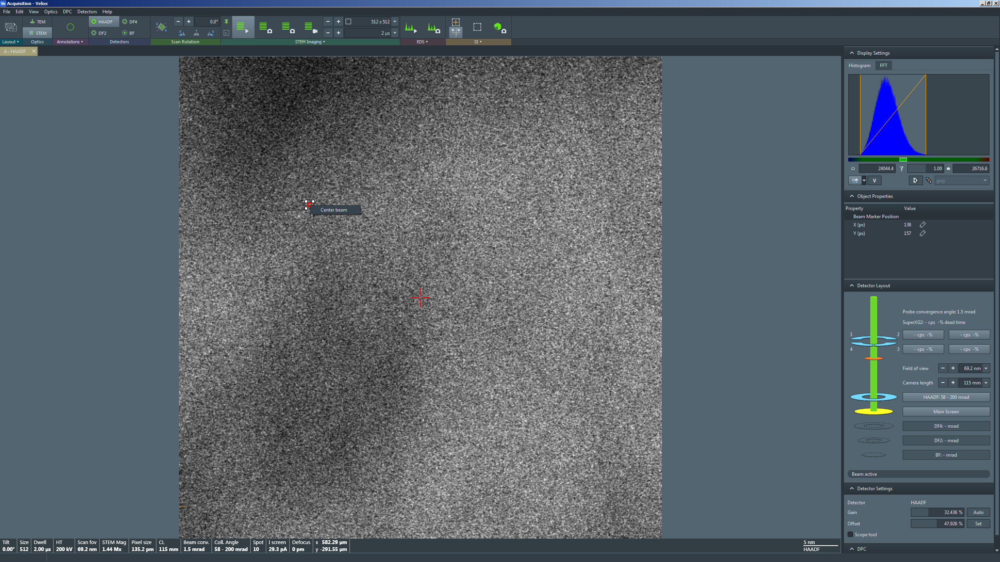 Ve Acquisition - Velox
File Edit View Optics DPC Detectors Help
TEM HAADF DF4 0.0° 512 x 512
STEM DF2 BF 2 µs
Layout Optics Annotations Detectors Scan Rotation STEM Imaging EDS SI
A : HAADF
Center beam
Display Settings
Histogram FFT
24044.4 γ 1.00 26716.6
V gray
Object Properties
Property Value
Beam Marker Position
X (px) 138
Y (px) 157
Detector Layout
Probe convergence angle: 1.5 mrad
SuperXG2: - cps -% dead time
1 2 - cps -% - cps -%
4 3 - cps -% - cps -%
Field of view 69.2 nm
Camera length 115 mm
HAADF: 58 - 200 mrad
Main Screen
DF4: - mrad
DF2: - mrad
BF: - mrad
Beam active
Detector Settings
Detector HAADF
Gain 32.436 % Auto
Offset 47.926 % Set
Scope tool
DPC
Tilt Size Dwell HT Scan fov STEM Mag Pixel size CL Beam conv. Coll. Angle Spot I screen Defocus x 582.29 µm 5 nm
0.00° 512 2.00 µs 200 kV 69.2 nm 1.44 Mx 135.2 pm 115 mm 1.5 mrad 58 - 200 mrad 10 29.3 pA 0 pm y -291.55 µm HAADF